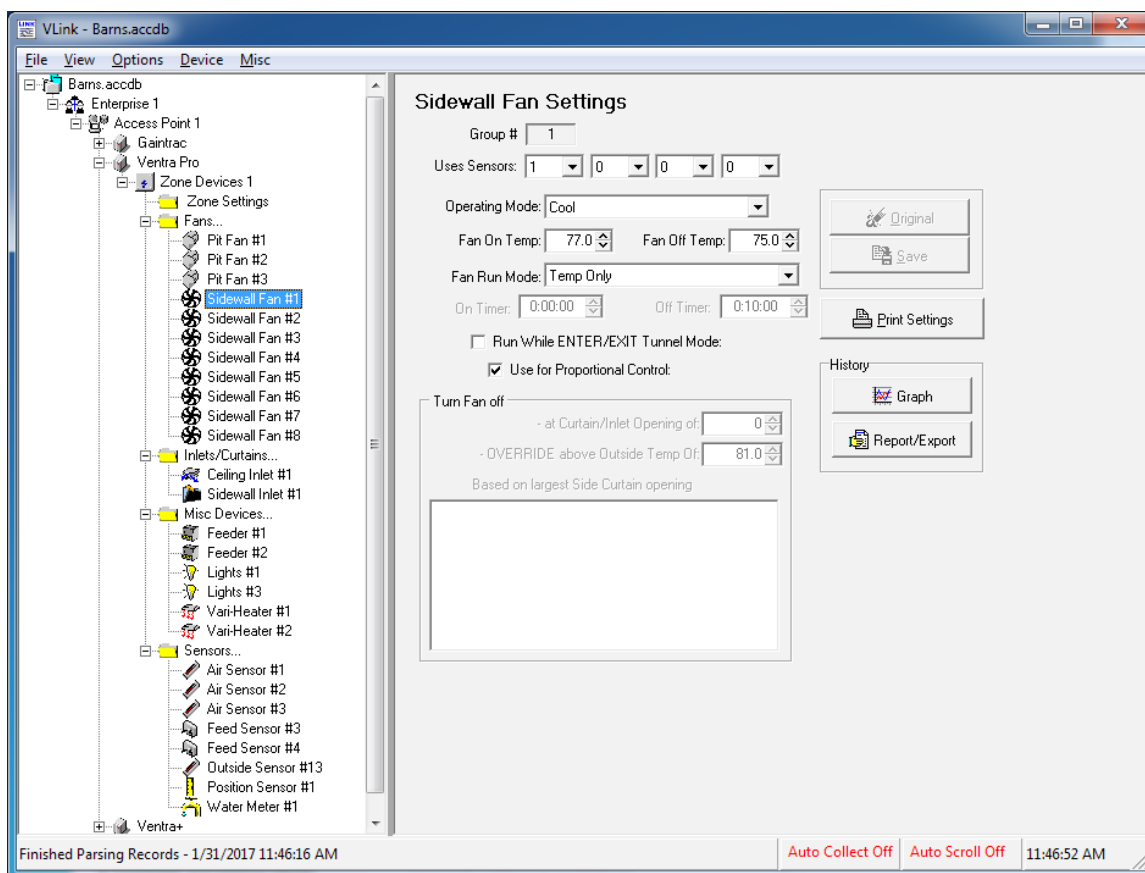 VLink - Barns.accdb
File View Options Device Misc
Barns.accdb
Enterprise 1
Access Point 1
Gaintrac
Ventra Pro
Zone Devices 1
Zone Settings
Fans...
Pit Fan #1
Pit Fan #2
Pit Fan #3
Sidewall Fan #1
Sidewall Fan #2
Sidewall Fan #3
Sidewall Fan #4
Sidewall Fan #5
Sidewall Fan #6
Sidewall Fan #7
Sidewall Fan #8
Inlets/Curtains...
Ceiling Inlet #1
Sidewall Inlet #1
Misc Devices...
Feeder #1
Feeder #2
Lights #1
Lights #3
Vari-Heater #1
Vari-Heater #2
Sensors...
Air Sensor #1
Air Sensor #2
Air Sensor #3
Feed Sensor #3
Feed Sensor #4
Outside Sensor #13
Position Sensor #1
Water Meter #1
Ventra+
Sidewall Fan Settings
Group # 1
Uses Sensors: 1 0 0 0
Operating Mode: Cool
Fan On Temp: 77.0 Fan Off Temp: 75.0
Fan Run Mode: Temp Only
On Timer: 0:00:00 Off Timer: 0:10:00
Run While ENTER/EXIT Tunnel Mode:
Use for Proportional Control:
Turn Fan off
- at Curtain/Inlet Opening of: 0
- OVERRIDE above Outside Temp Of: 81.0
Based on largest Side Curtain opening
Original
Save
Print Settings
History
Graph
Report/Export
Finished Parsing Records - 1/31/2017 11:46:16 AM
Auto Collect Off
Auto Scroll Off
11:46:52 AM